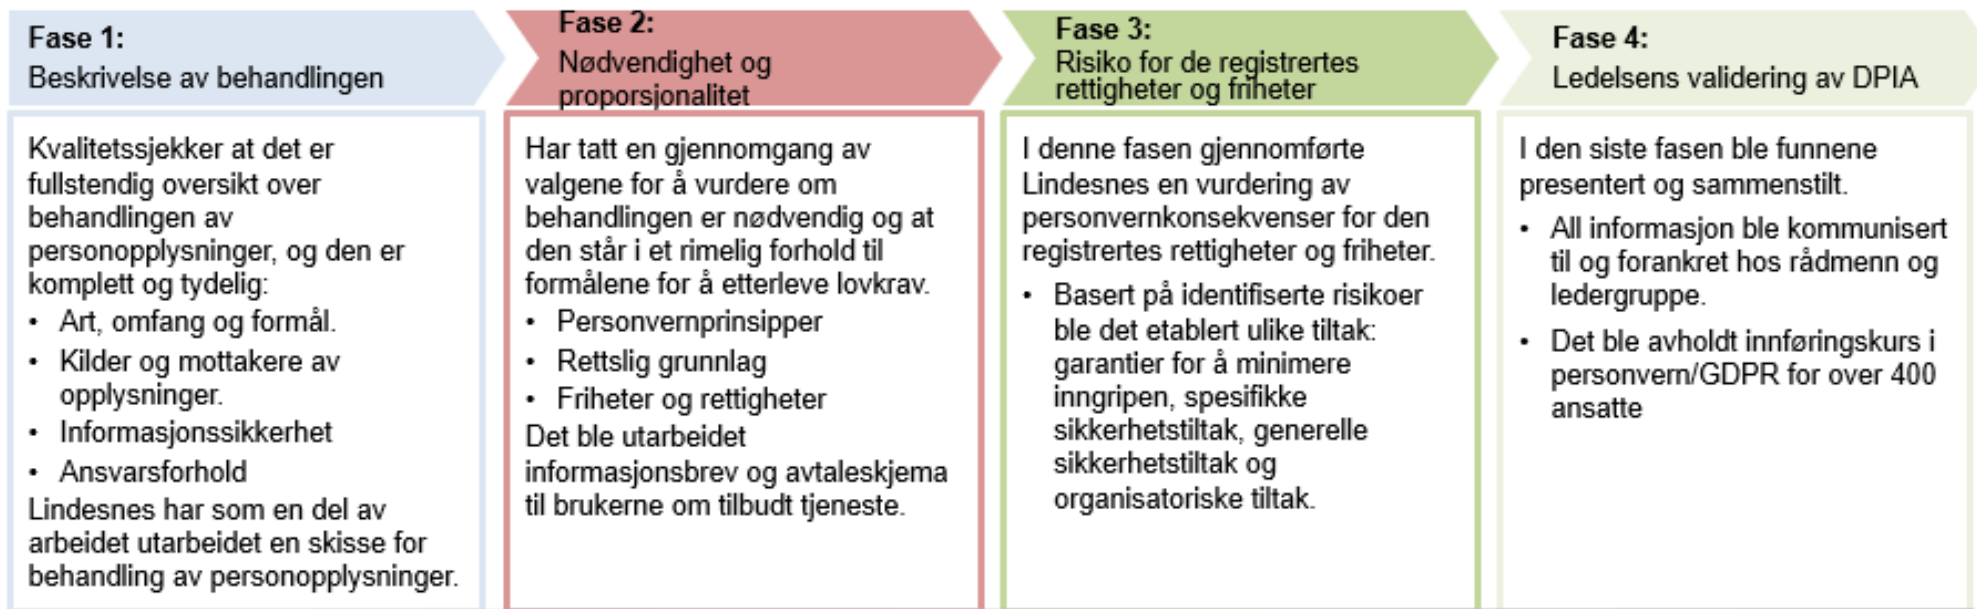 Fase 1:
Beskrivelse av behandlingen
Kvalitetssjekker at det er
fullstendig oversikt over
behandlingen av
personopplysninger, og den er
komplett og tydelig:
• Art, omfang og formål.
• Kilder og mottakere av
opplysninger.
• Informasjonssikkerhet
• Ansvarsforhold
Lindesnes har som en del av
arbeidet utarbeidet en skisse for
behandling av personopplysninger.
Fase 2:
Nødvendighet og
proporsjonalitet
Har tatt en gjennomgang av
valgene for å vurdere om
behandlingen er nødvendig og at
den står i et rimelig forhold til
formålene for å etterleve lovkrav.
• Personvernprinsipper
• Rettslig grunnlag
• Friheter og rettigheter
Det ble utarbeidet
informasjonsbrev og avtaleskjema
til brukerne om tilbudt tjeneste.
Fase 3:
Risiko for de registrertes
rettigheter og friheter
I denne fasen gjennomførte
Lindesnes en vurdering av
personvernkonsekvenser for den
registrertes rettigheter og friheter.
• Basert på identifiserte risikoer
ble det etablert ulike tiltak:
garantier for å minimere
inngripen, spesifikke
sikkerhetstiltak, generelle
sikkerhetstiltak og
organisatoriske tiltak.
Fase 4:
Ledelsens validering av DPIA
I den siste fasen ble funnene
presentert og sammenstilt.
• All informasjon ble kommunisert
til og forankret hos rådmenn og
ledergruppe.
• Det ble avholdt innføringskurs i
personvern/GDPR for over 400
ansatte